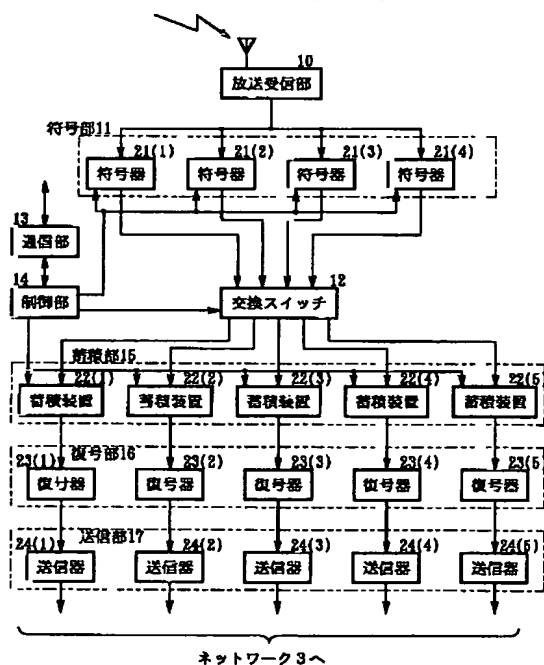 10
放送受信部
符号部11
21(1) 21(2) 21(3) 21(4)
符号器 符号器 符号器 符号器
13
通信部
14
制御部
12
交換スイッチ
蓄積部15
22(1) 22(2) 22(3) 22(4) 22(5)
蓄積装置 蓄積装置 蓄積装置 蓄積装置 蓄積装置
復号部16
23(1) 23(2) 23(3) 23(4) 23(5)
復号器 復号器 復号器 復号器 復号器
送信部17
24(1) 24(2) 24(3) 24(4) 24(5)
送信器 送信器 送信器 送信器 送信器
ネットワーク3へ